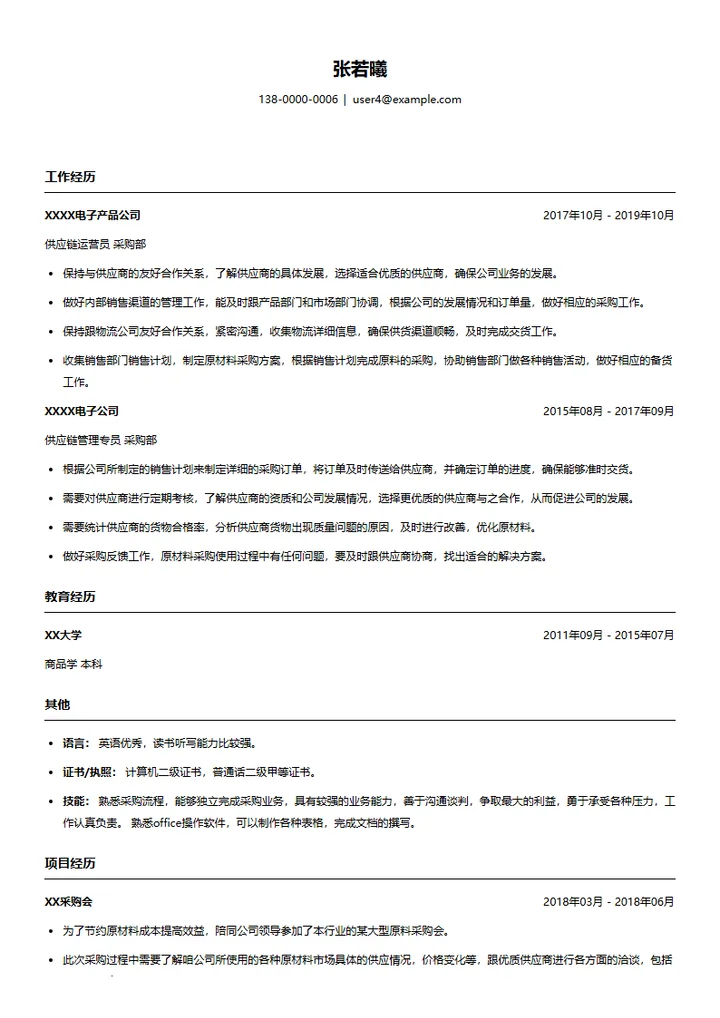 张若曦
138-0000-0006 | user4@example.com
工作经历
XXXX电子产品公司 2017年10月 - 2019年10月
供应链运营员 采购部
• 保持与供应商的友好合作关系，了解供应商的具体发展，选择适合优质的供应商，确保公司业务的发展。
• 做好内部销售渠道的管理工作，能及时跟产品部门和市场部门协调，根据公司的发展情况和订单量，做好相应的采购工作。
• 保持跟物流公司友好合作关系，紧密沟通，收集物流详细信息，确保供货渠道顺畅，及时完成交货工作。
• 收集销售部门销售计划，制定原材料采购方案，根据销售计划完成原料的采购，协助销售部门做各种销售活动，做好相应的备货
工作。
XXXX电子公司 2015年08月 - 2017年09月
供应链管理专员 采购部
• 根据公司所制定的销售计划来制定详细的采购订单，将订单及时传送给供应商，并确定订单的进度，确保能够准时交货。
• 需要对供应商进行定期考核，了解供应商的资质和公司发展情况，选择更优质的供应商与之合作，从而促进公司的发展。
• 需要统计供应商的货物合格率，分析供应商货物出现质量问题的原因，及时进行改善，优化原材料。
• 做好采购反馈工作，原材料采购使用过程中有任何问题，要及时跟供应商协商，找出适合的解决方案。
教育经历
XX大学 2011年09月 - 2015年07月
商品学 本科
其他
• 语言： 英语优秀，读书听写能力比较强。
• 证书/执照： 计算机二级证书，普通话二级甲等证书。
• 技能： 熟悉采购流程，能够独立完成采购业务，具有较强的业务能力，善于沟通谈判，争取最大的利益，勇于承受各种压力，工
作认真负责。 熟悉office操作软件，可以制作各种表格，完成文档的撰写。
项目经历
XX采购会 2018年03月 - 2018年06月
• 为了节约原材料成本提高效益，陪同公司领导参加了本行业的某大型原料采购会。
• 此次采购过程中需要了解咱公司所使用的各种原材料市场具体的供应情况，价格变化等，跟优质供应商进行各方面的洽谈，包括